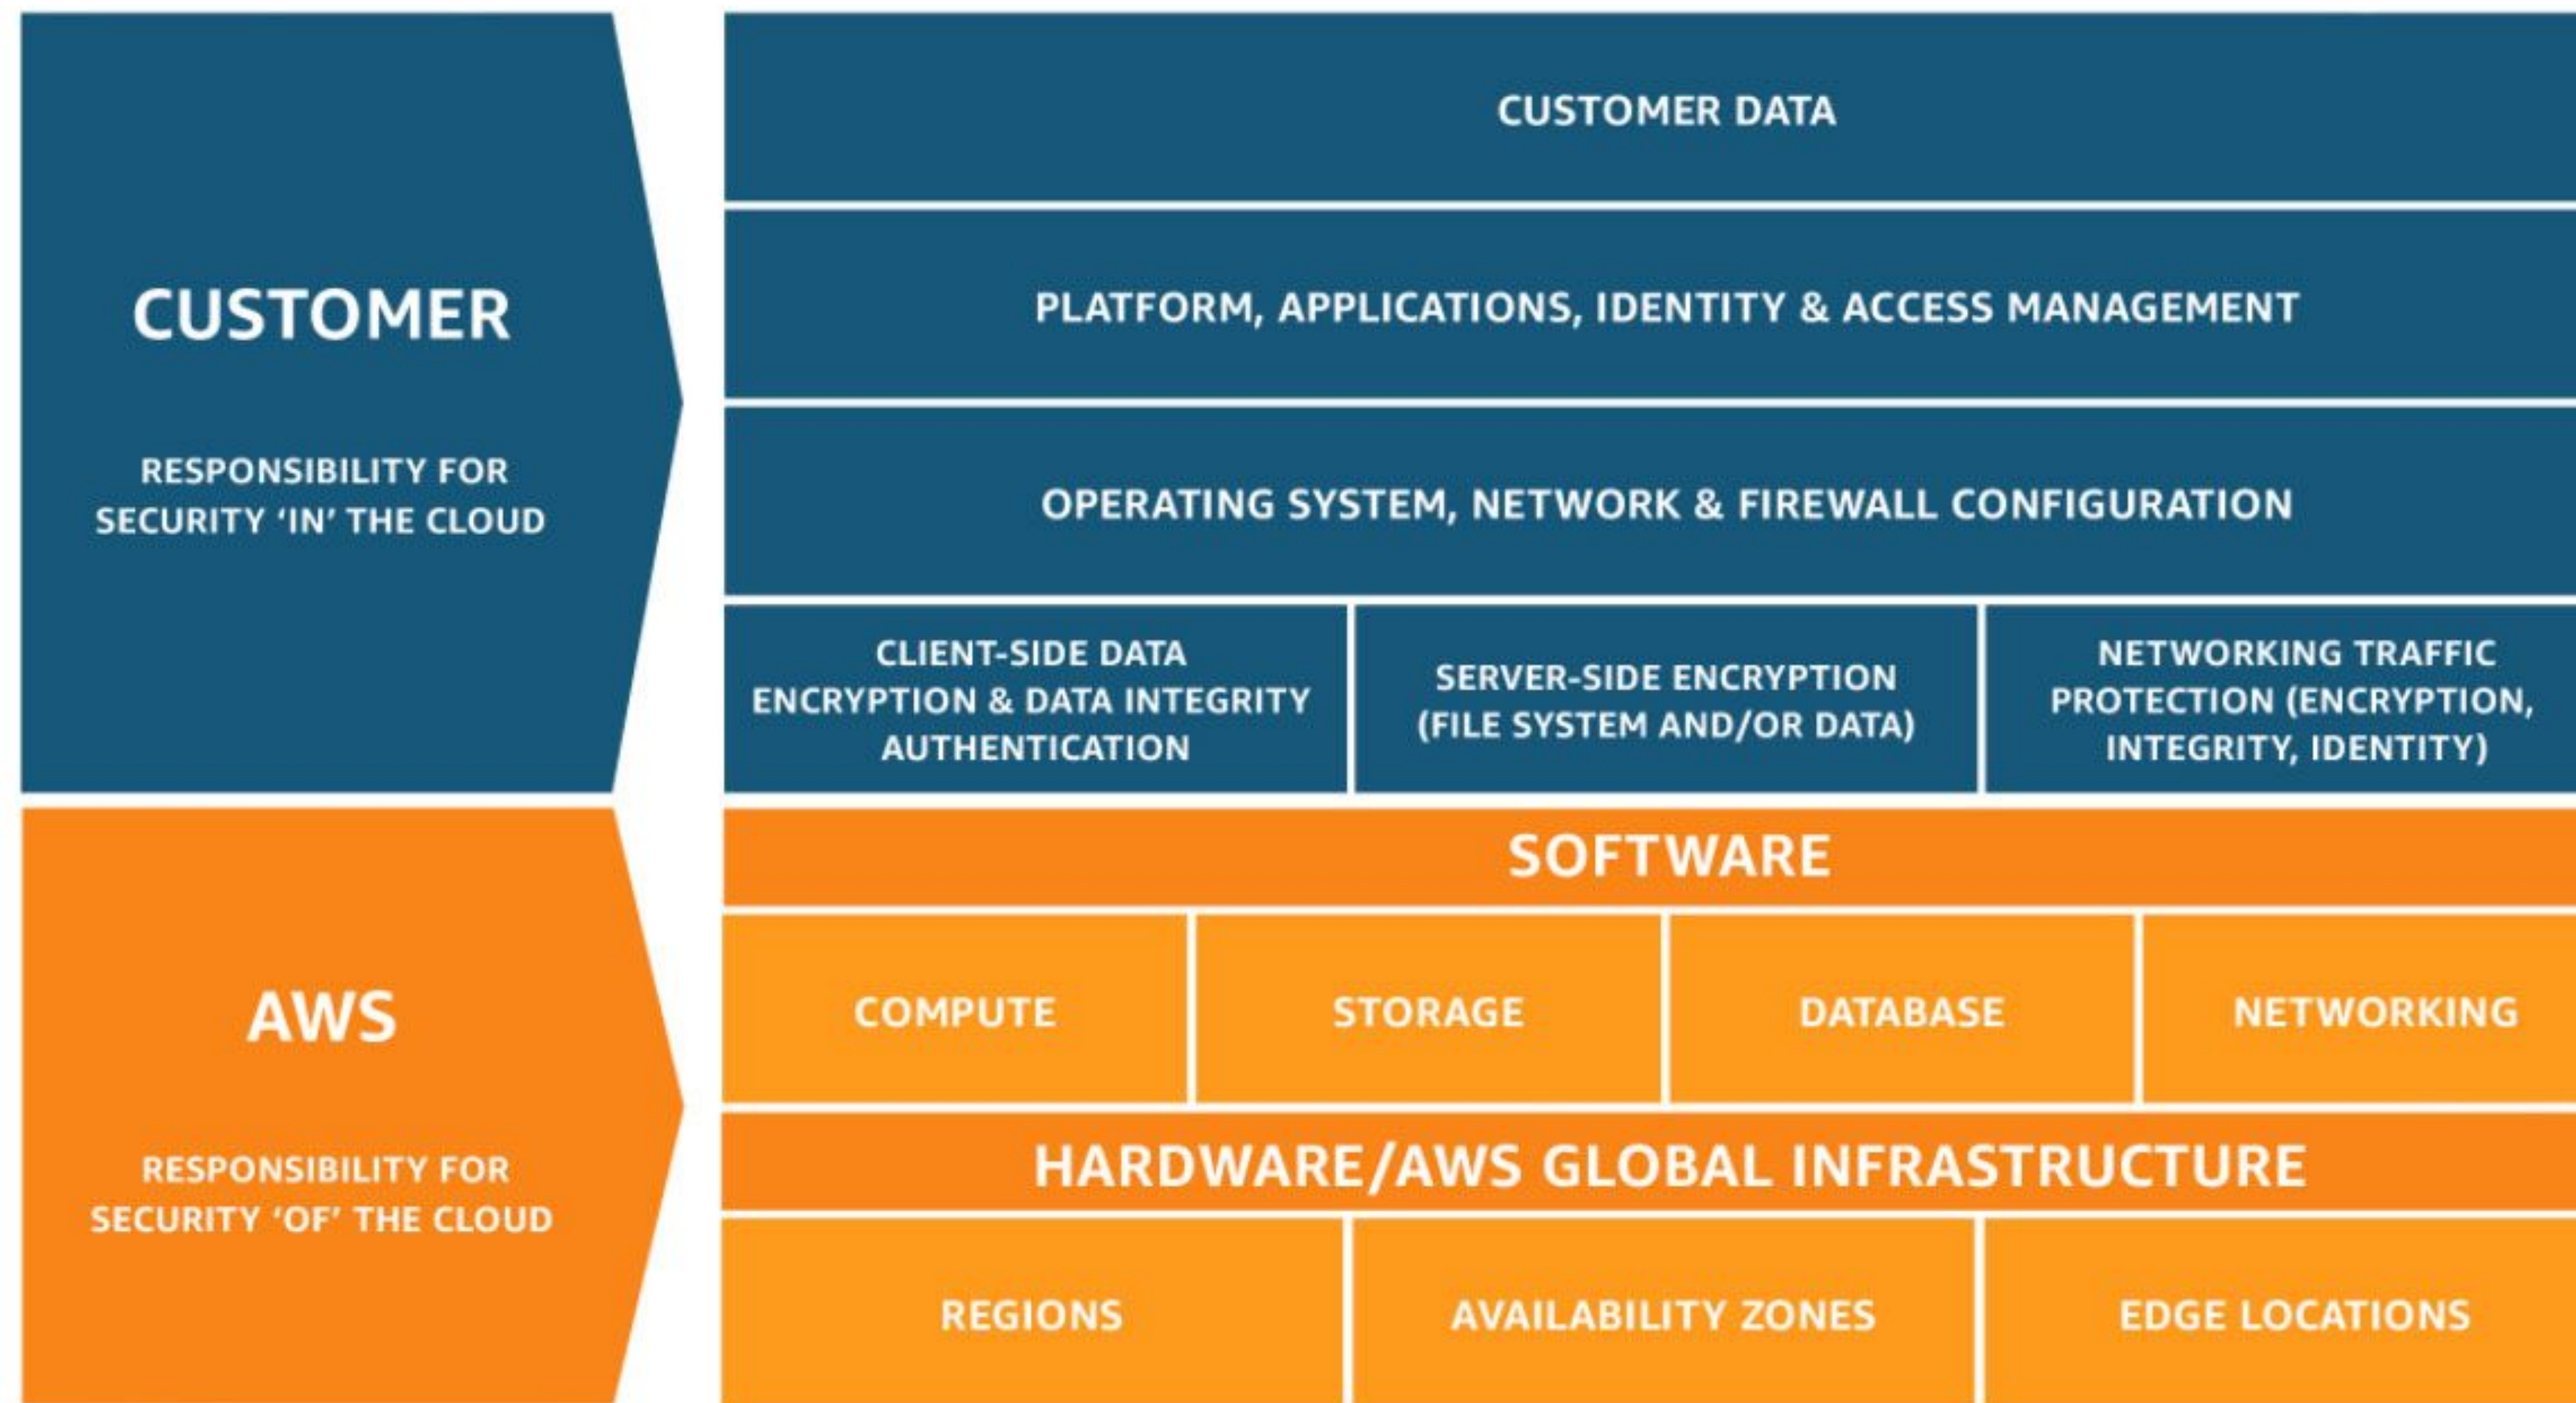 CUSTOMER
RESPONSIBILITY FOR
SECURITY ‘IN’ THE CLOUD
CUSTOMER DATA
PLATFORM, APPLICATIONS, IDENTITY & ACCESS MANAGEMENT
OPERATING SYSTEM, NETWORK & FIREWALL CONFIGURATION
CLIENT-SIDE DATA
ENCRYPTION & DATA INTEGRITY
AUTHENTICATION
SERVER-SIDE ENCRYPTION
(FILE SYSTEM AND/OR DATA)
NETWORKING TRAFFIC
PROTECTION (ENCRYPTION,
INTEGRITY, IDENTITY)
AWS
RESPONSIBILITY FOR
SECURITY ‘OF’ THE CLOUD
SOFTWARE
COMPUTE
STORAGE
DATABASE
NETWORKING
HARDWARE/AWS GLOBAL INFRASTRUCTURE
REGIONS
AVAILABILITY ZONES
EDGE LOCATIONS